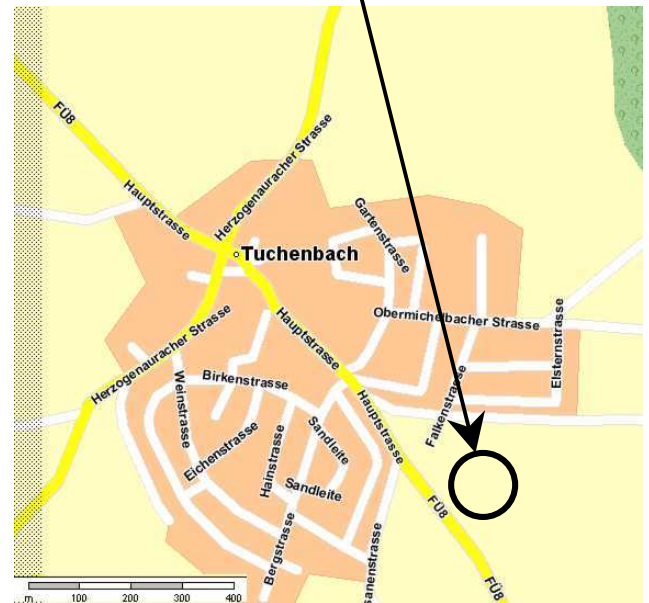 FÜ8
Hauptstrasse
Herzogenauracher Strasse
Gartenstrasse
Tuchenbach
Obermichelbacher Strasse
Hauptstrasse
Elsternstrasse
Herzogenauracher Strasse
Weinstrasse
Birkenstrasse
Hauptstrasse
Falkenstrasse
Eichenstrasse
Hainstrasse
Sandleite
Sandleite
FÜ8
Bergstrasse
sanenstrasse
FÜ8
m 100 200 300 400